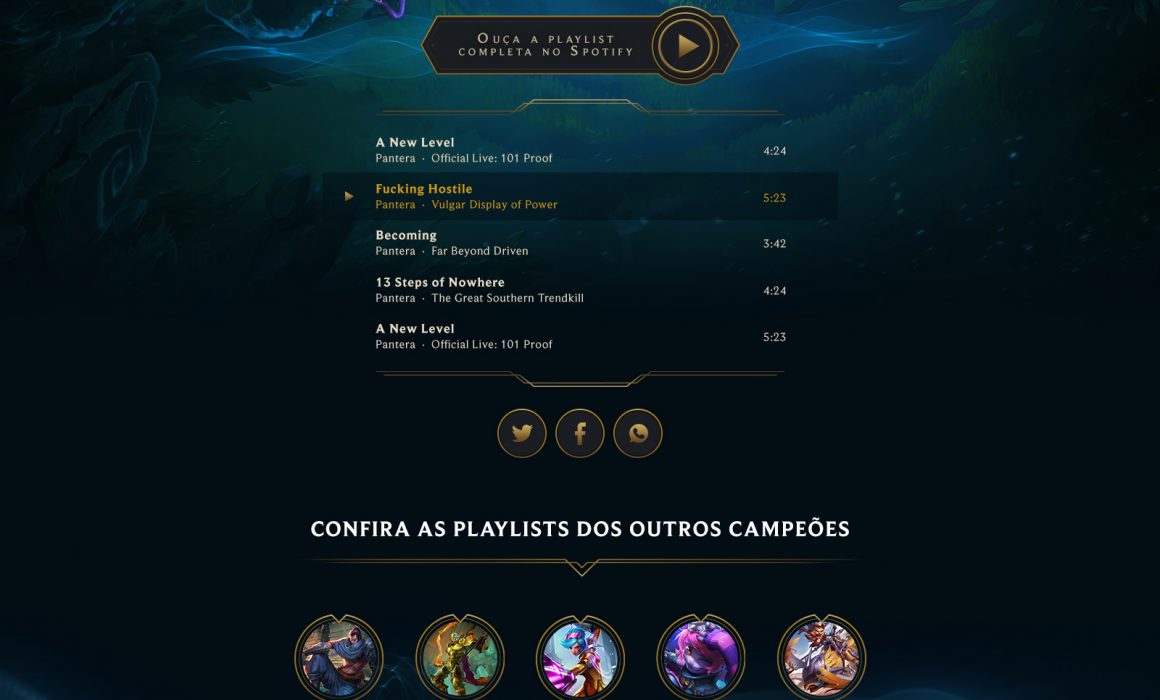 Ouça a playlist
completa no Spotify
A New Level
Pantera · Official Live: 101 Proof
4:24
Fucking Hostile
Pantera · Vulgar Display of Power
5:23
Becoming
Pantera · Far Beyond Driven
3:42
13 Steps of Nowhere
Pantera · The Great Southern Trendkill
4:24
A New Level
Pantera · Official Live: 101 Proof
5:23
CONFIRA AS PLAYLISTS DOS OUTROS CAMPEÕES